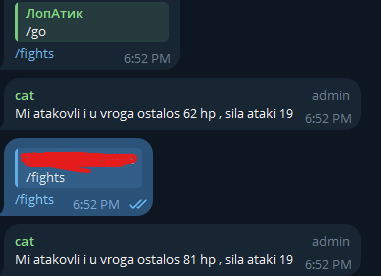 ЛопАтик
/go
/fights
6:52 PM
cat admin
Mi atakovli i u vroga ostalos 62 hp , sila ataki 19
6:52 PM
/fights
/fights
6:52 PM
cat admin
Mi atakovli i u vroga ostalos 81 hp , sila ataki 19
6:52 PM